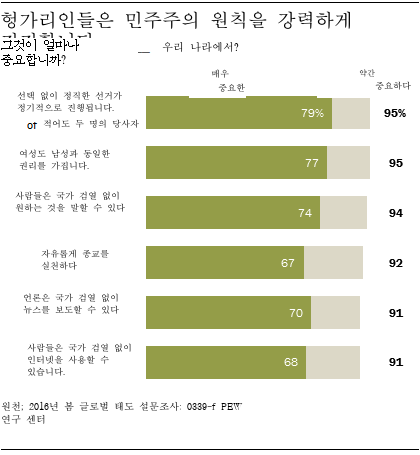 헝가리인들은 민주주의 원칙을 강력하게
그것이 얼마나
중요합니까?
__ 우리 나라에서?
매우
중요한
약간
중요하다
선택 없이 정직한 선거가
정기적으로 진행됩니다.
of 적어도 두 명의 당사자
79% 95%
여성도 남성과 동일한
권리를 가집니다.
77 95
사람들은 국가 검열 없이
원하는 것을 말할 수 있다
74 94
자유롭게 종교를
실천하다
67 92
언론은 국가 검열 없이
뉴스를 보도할 수 있다
70 91
사람들은 국가 검열 없이
인터넷을 사용할 수
있습니다.
68 91
원천; 2016년 봄 글로벌 태도 설문조사: 0339-f PEW
연구 센터